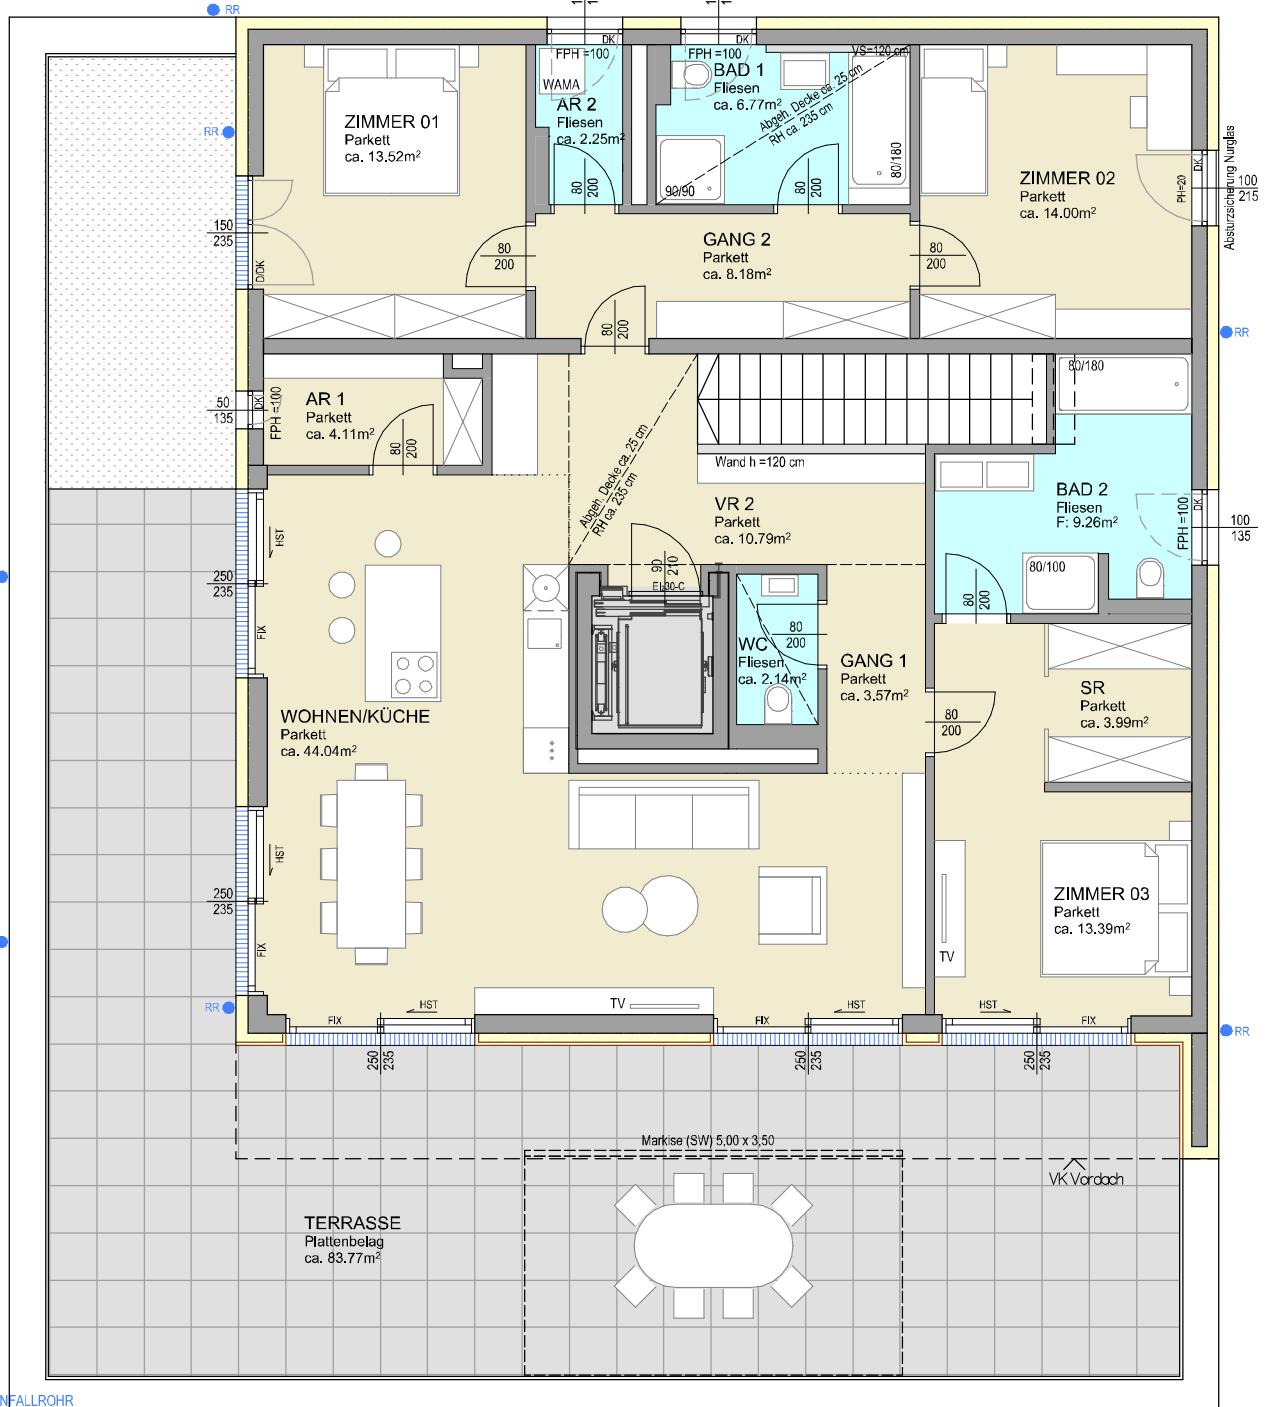 RR
DK
FPH =100
WAMA
AR 2
Fliesen
ca. 2.25m²
80
200
DK
FPH =100
BAD 1
Fliesen
ca. 6.77m²
VS=120 cm
Abgeh. Decke ca. 25 cm
RH ca. 235 cm
90/90
80/180
80
200
RR
ZIMMER 01
Parkett
ca. 13.52m²
150
235
D/DK
80
200
GANG 2
Parkett
ca. 8.18m²
80
200
80
200
ZIMMER 02
Parkett
ca. 14.00m²
PH=20
DK
100
215
Absturzsicherung Nurglas
RR
AR 1
Parkett
ca. 4.11m²
50
135
DK
FPH =100
80
200
Abgeh. Decke ca. 25 cm
RH ca. 235 cm
Wand h =120 cm
VR 2
Parkett
ca. 10.79m²
80/180
BAD 2
Fliesen
F: 9.26m²
FPH =100
DK
100
135
80/100
80
200
HST
250
235
FIX
90
210
EI₂30-C
WC
Fliesen
ca. 2.14m²
80
200
GANG 1
Parkett
ca. 3.57m²
80
200
SR
Parkett
ca. 3.99m²
WOHNEN/KÜCHE
Parkett
ca. 44.04m²
HST
250
235
FIX
ZIMMER 03
Parkett
ca. 13.39m²
TV
RR
TV
FIX
HST
FIX
HST
HST
FIX
RR
250
235
250
235
250
235
Markise (SW) 5,00 x 3,50
VK Vordach
TERRASSE
Plattenbelag
ca. 83.77m²
NFALLROHR